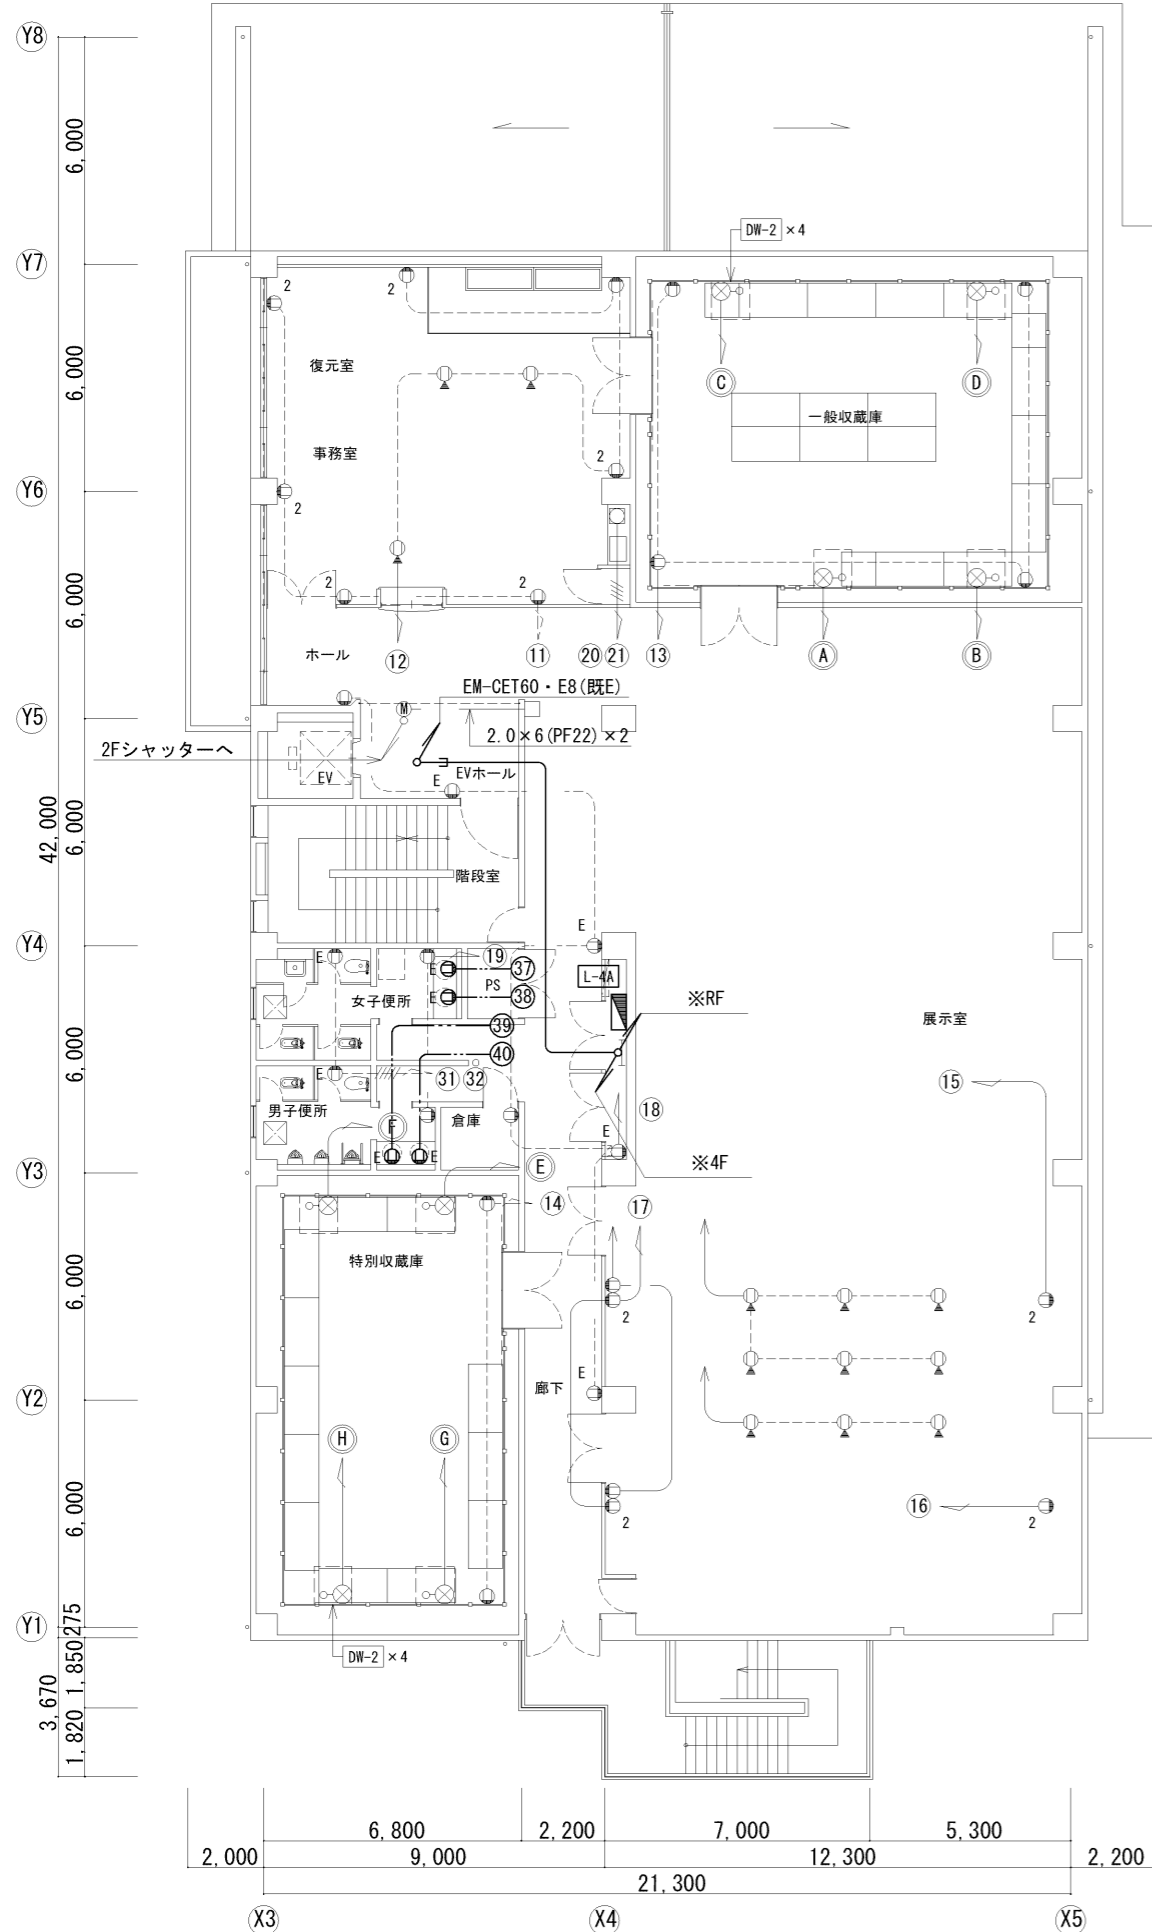 Y8
6,000
DW-2 ×4
Y7
2
2
復元室
6,000
C
D
一般収蔵庫
事務室
2
Y6
2
2
2
6,000
ホール
12
11
20
21
13
A
B
EM-CET60・E8(既E)
Y5
M
2.0×6(PF22)×2
2Fシャッターへ
EV
EVホール
E
42,000
6,000
階段室
E
Y4
E
19
37
L-4A
E
PS
女子便所
38
※RF
E
39
展示室
6,000
40
E
31
32
15
男子便所
18
F
倉庫
E
E
E
※4F
E
Y3
14
17
特別収蔵庫
6,000
2
2
E
廊下
Y2
H
G
16
6,000
2
2
Y1
275
DW-2 ×4
1,850
3,670
1,820
6,800
2,200
7,000
5,300
2,000
9,000
12,300
2,200
21,300
X3
X4
X5